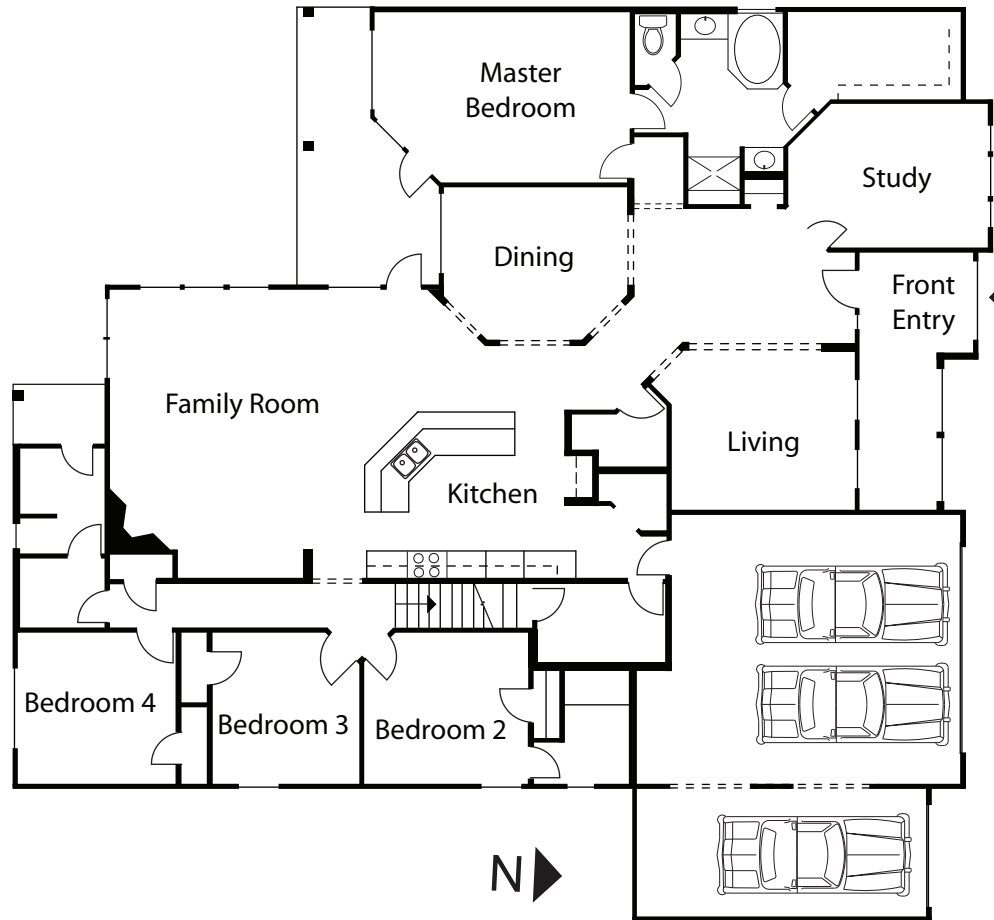 Master
Bedroom
Study
Dining
Front
Entry
Family Room
Living
Kitchen
Bedroom 4
Bedroom 3
Bedroom 2
N